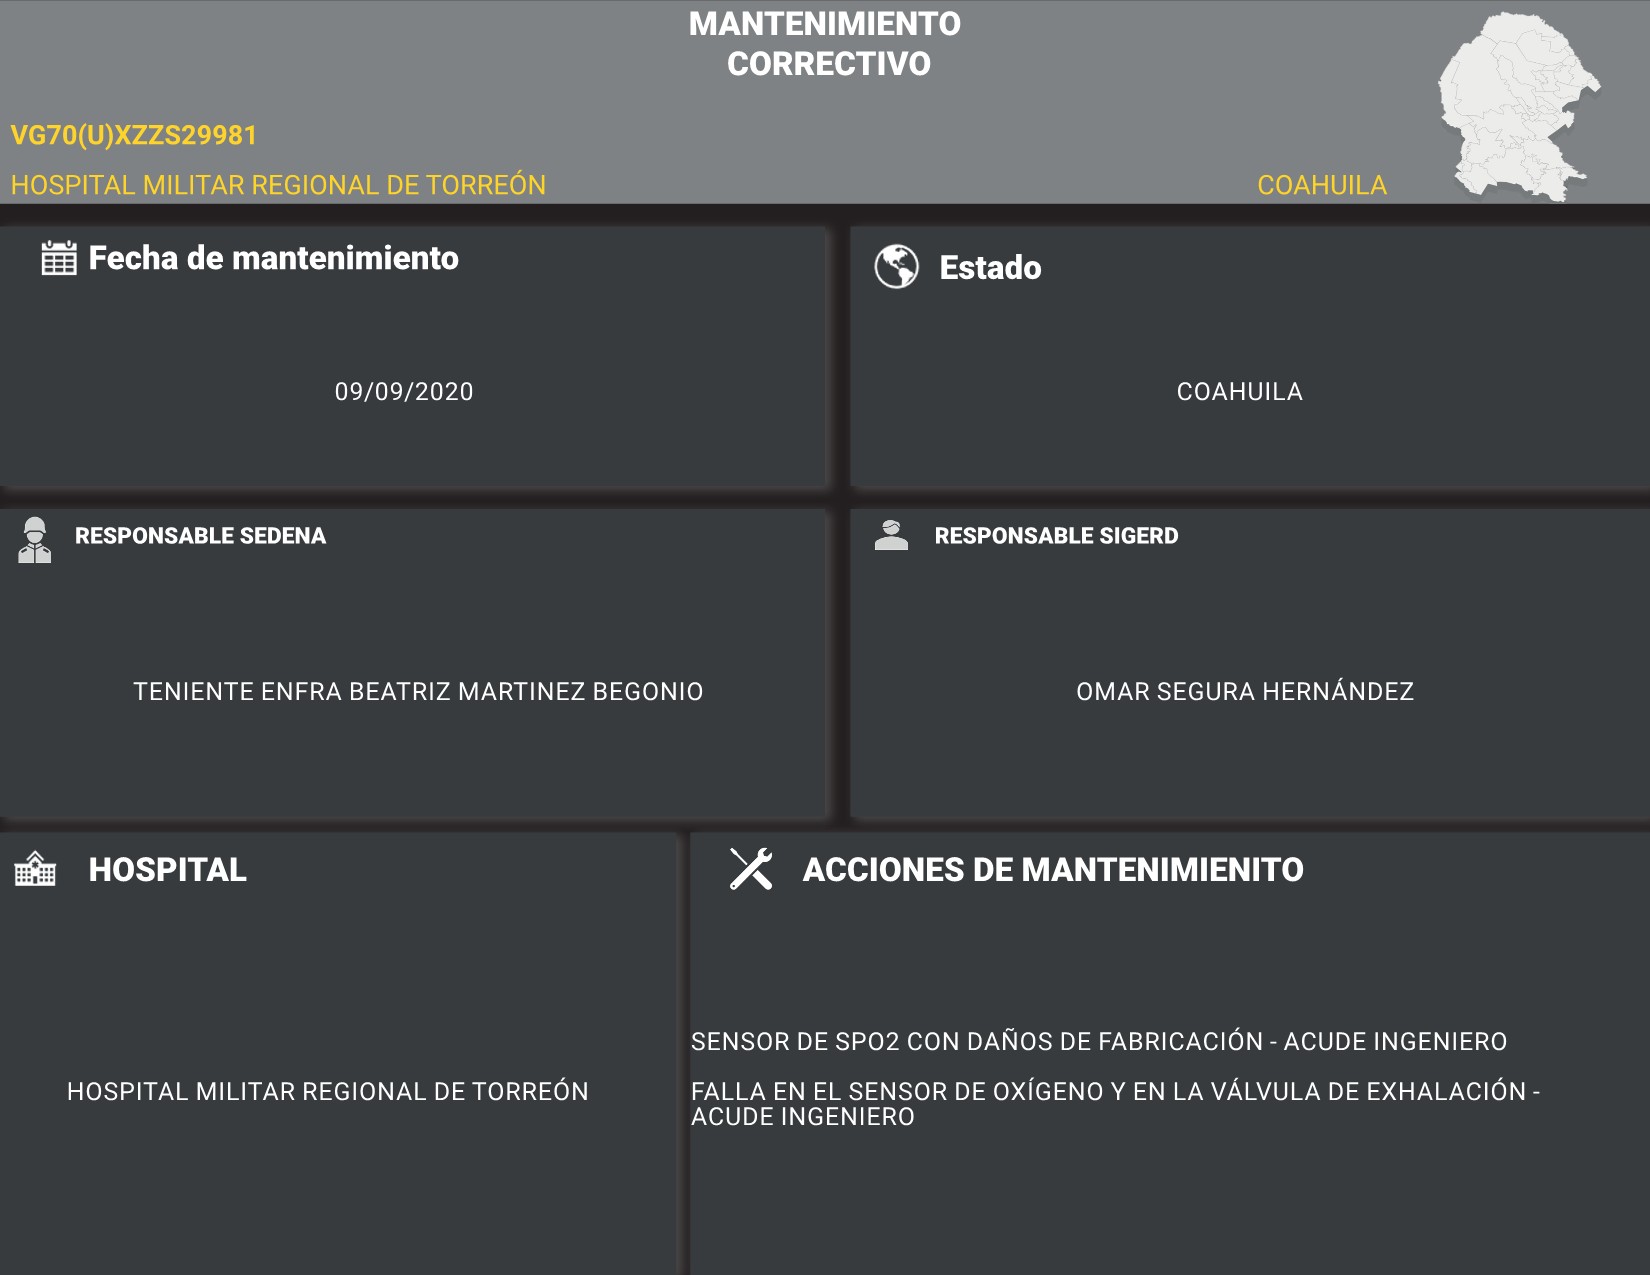 MANTENIMIENTO
CORRECTIVO
VG70(U)XZZS29981
HOSPITAL MILITAR REGIONAL DE TORREÓN
COAHUILA
Fecha de mantenimiento
09/09/2020
Estado
COAHUILA
RESPONSABLE SEDENA
TENIENTE ENFRA BEATRIZ MARTINEZ BEGONIO
RESPONSABLE SIGERD
OMAR SEGURA HERNÁNDEZ
HOSPITAL
HOSPITAL MILITAR REGIONAL DE TORREÓN
ACCIONES DE MANTENIMIENITO
SENSOR DE SPO2 CON DAÑOS DE FABRICACIÓN - ACUDE INGENIERO
FALLA EN EL SENSOR DE OXÍGENO Y EN LA VÁLVULA DE EXHALACIÓN -
ACUDE INGENIERO